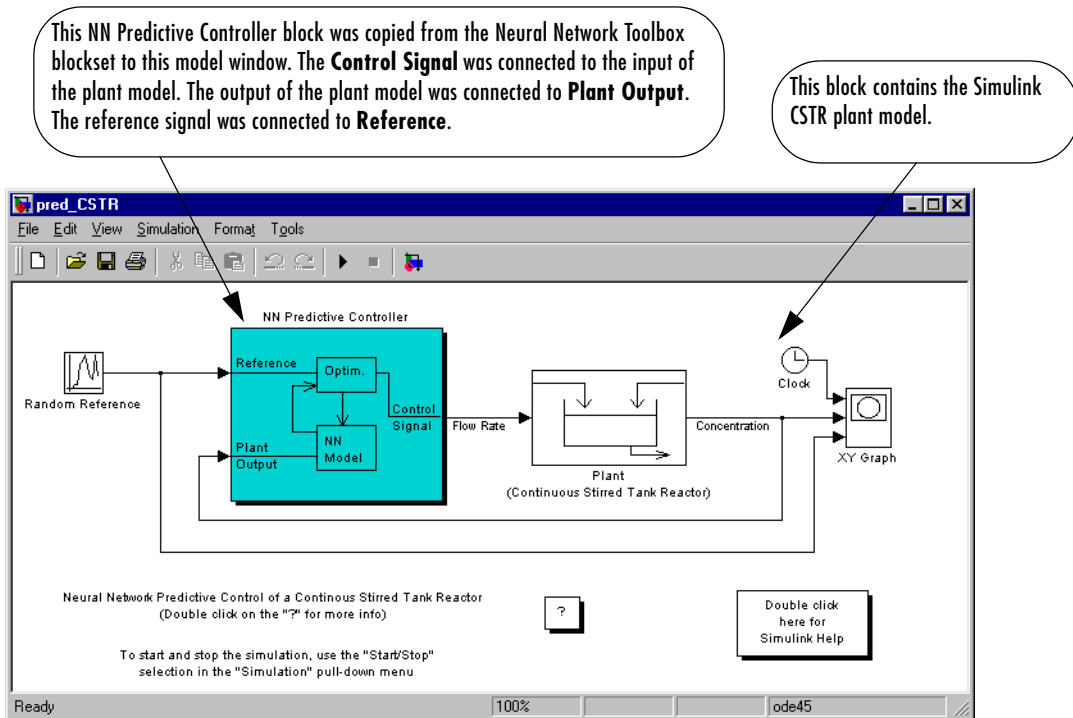 This NN Predictive Controller block was copied from the Neural Network Toolbox
blockset to this model window. The Control Signal was connected to the input of
the plant model. The output of the plant model was connected to Plant Output.
The reference signal was connected to Reference.
This block contains the Simulink
CSTR plant model.
pred_CSTR
File Edit View Simulation Format Tools
NN Predictive Controller
Reference
Optim.
Control
Signal
Plant
Output
NN
Model
Random Reference
Flow Rate
Concentration
Clock
XY Graph
Plant
(Continuous Stirred Tank Reactor)
Neural Network Predictive Control of a Continous Stirred Tank Reactor
(Double click on the "?" for more info)
?
Double click
here for
Simulink Help
To start and stop the simulation, use the "Start/Stop"
selection in the "Simulation" pull-down menu
Ready 100% ode45